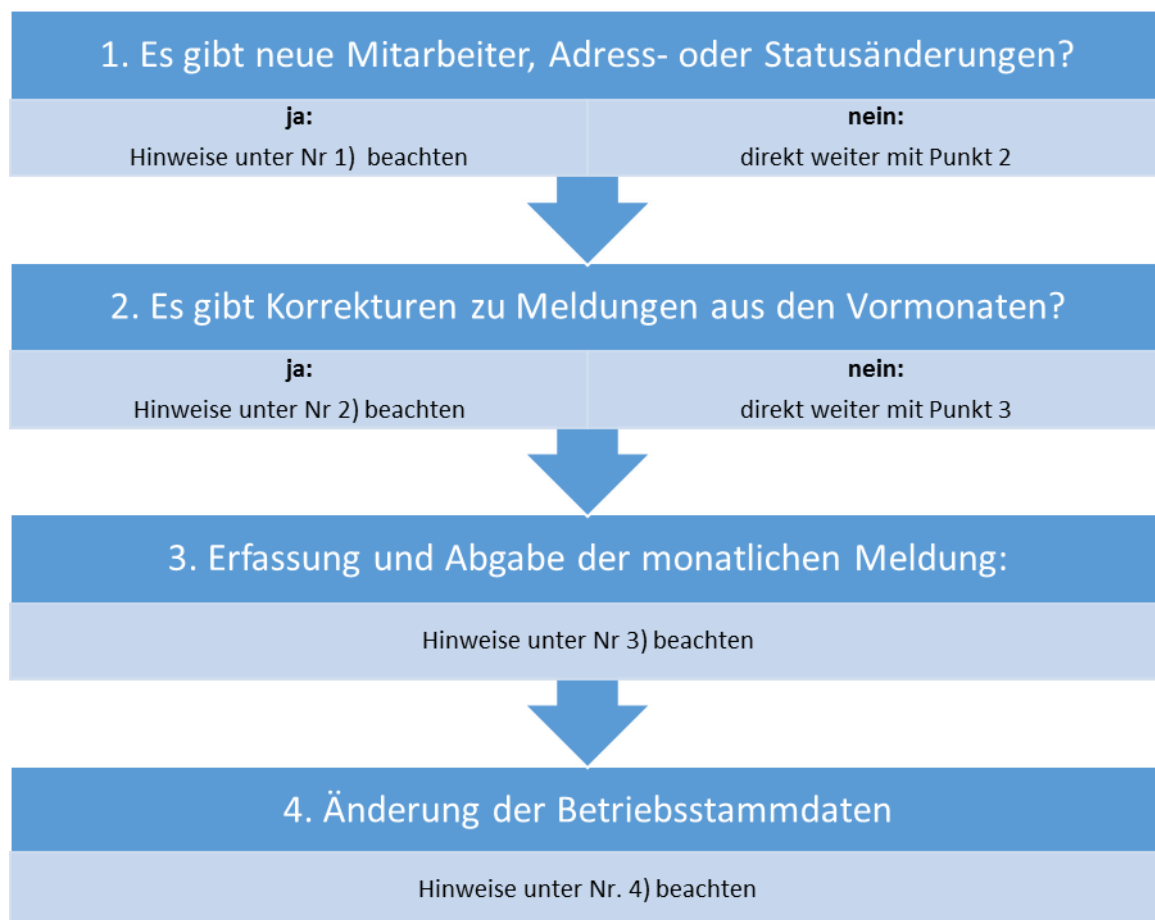 1. Es gibt neue Mitarbeiter, Adress- oder Statusänderungen?
ja:
Hinweise unter Nr 1) beachten
nein:
direkt weiter mit Punkt 2
2. Es gibt Korrekturen zu Meldungen aus den Vormonaten?
ja:
Hinweise unter Nr 2) beachten
nein:
direkt weiter mit Punkt 3
3. Erfassung und Abgabe der monatlichen Meldung:
Hinweise unter Nr 3) beachten
4. Änderung der Betriebsstammdaten
Hinweise unter Nr. 4) beachten